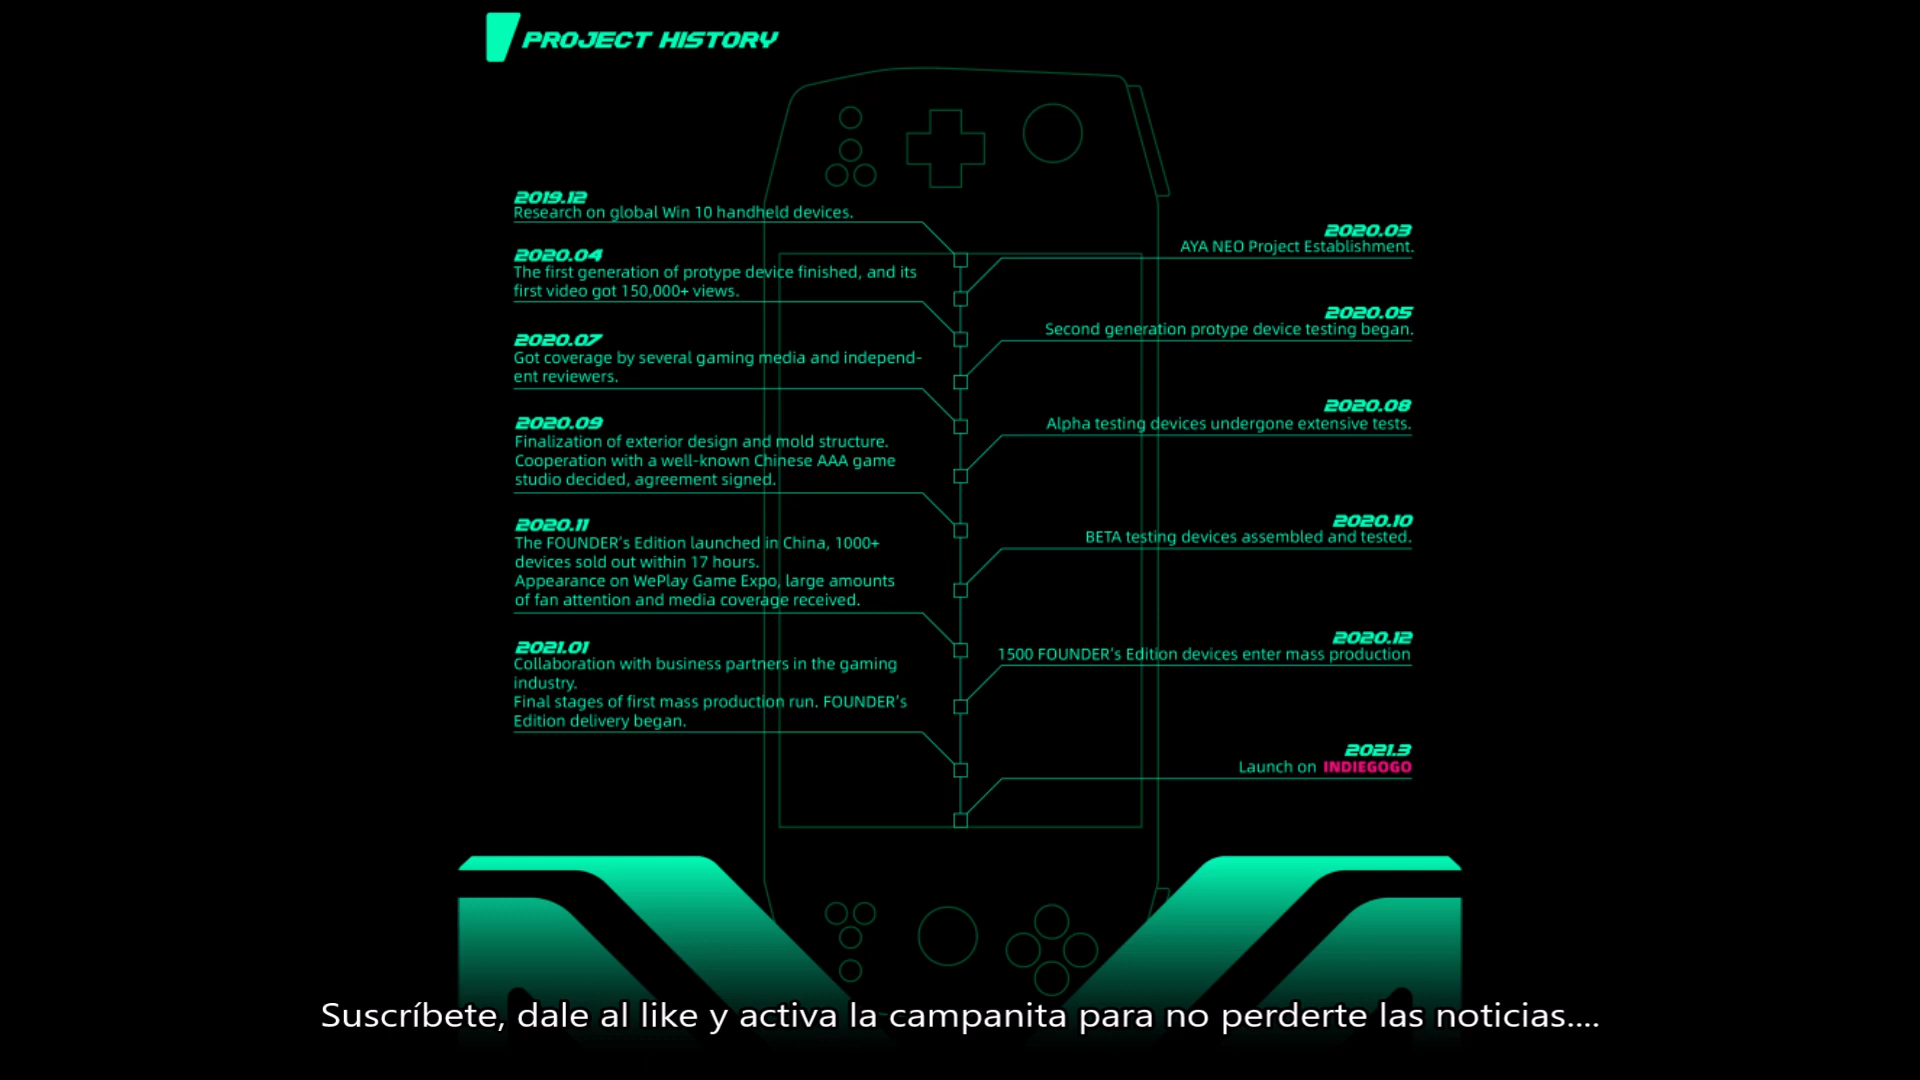 PROJECT HISTORY
2019.12
Research on global Win 10 handheld devices.
2020.03
AYA NEO Project Establishment.
2020.04
The first generation of protype device finished, and its
first video got 150,000+ views.
2020.05
Second generation protype device testing began.
2020.07
Got coverage by several gaming media and independ-
ent reviewers.
2020.08
Alpha testing devices undergone extensive tests.
2020.09
Finalization of exterior design and mold structure.
Cooperation with a well-known Chinese AAA game
studio decided, agreement signed.
2020.10
BETA testing devices assembled and tested.
2020.11
The FOUNDER's Edition launched in China, 1000+
devices sold out within 17 hours.
Appearance on WePlay Game Expo, large amounts
of fan attention and media coverage received.
2020.12
1500 FOUNDER's Edition devices enter mass production
2021.01
Collaboration with business partners in the gaming
industry.
Final stages of first mass production run. FOUNDER's
Edition delivery began.
2021.3
Launch on INDIEGOGO
Suscríbete, dale al like y activa la campanita para no perderte las noticias....